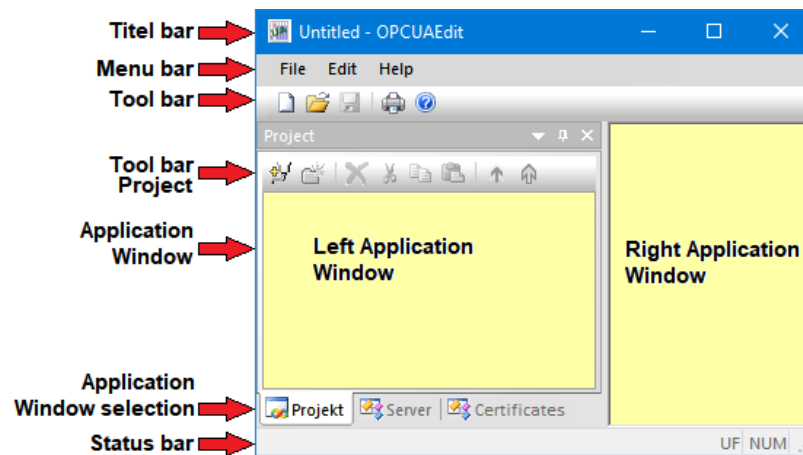 Titel bar
Untitled - OPCUAEdit
Menu bar
File Edit Help
Tool bar
Project
Tool bar
Project
Application
Window
Left Application
Window
Right Application
Window
Application
Window selection
Projekt Server Certificates
Status bar
UF NUM